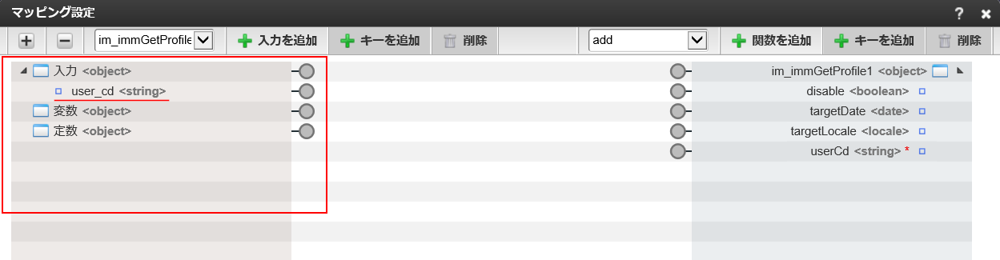 マッピング設定
? ×
im_immGetProfile 入力を追加 キーを追加 削除 add 関数を追加 キーを追加 削除
入力 <object> im_immGetProfile1 <object>
user_cd <string> disable <boolean>
変数 <object> targetDate <date>
定数 <object> targetLocale <locale>
userCd <string> *